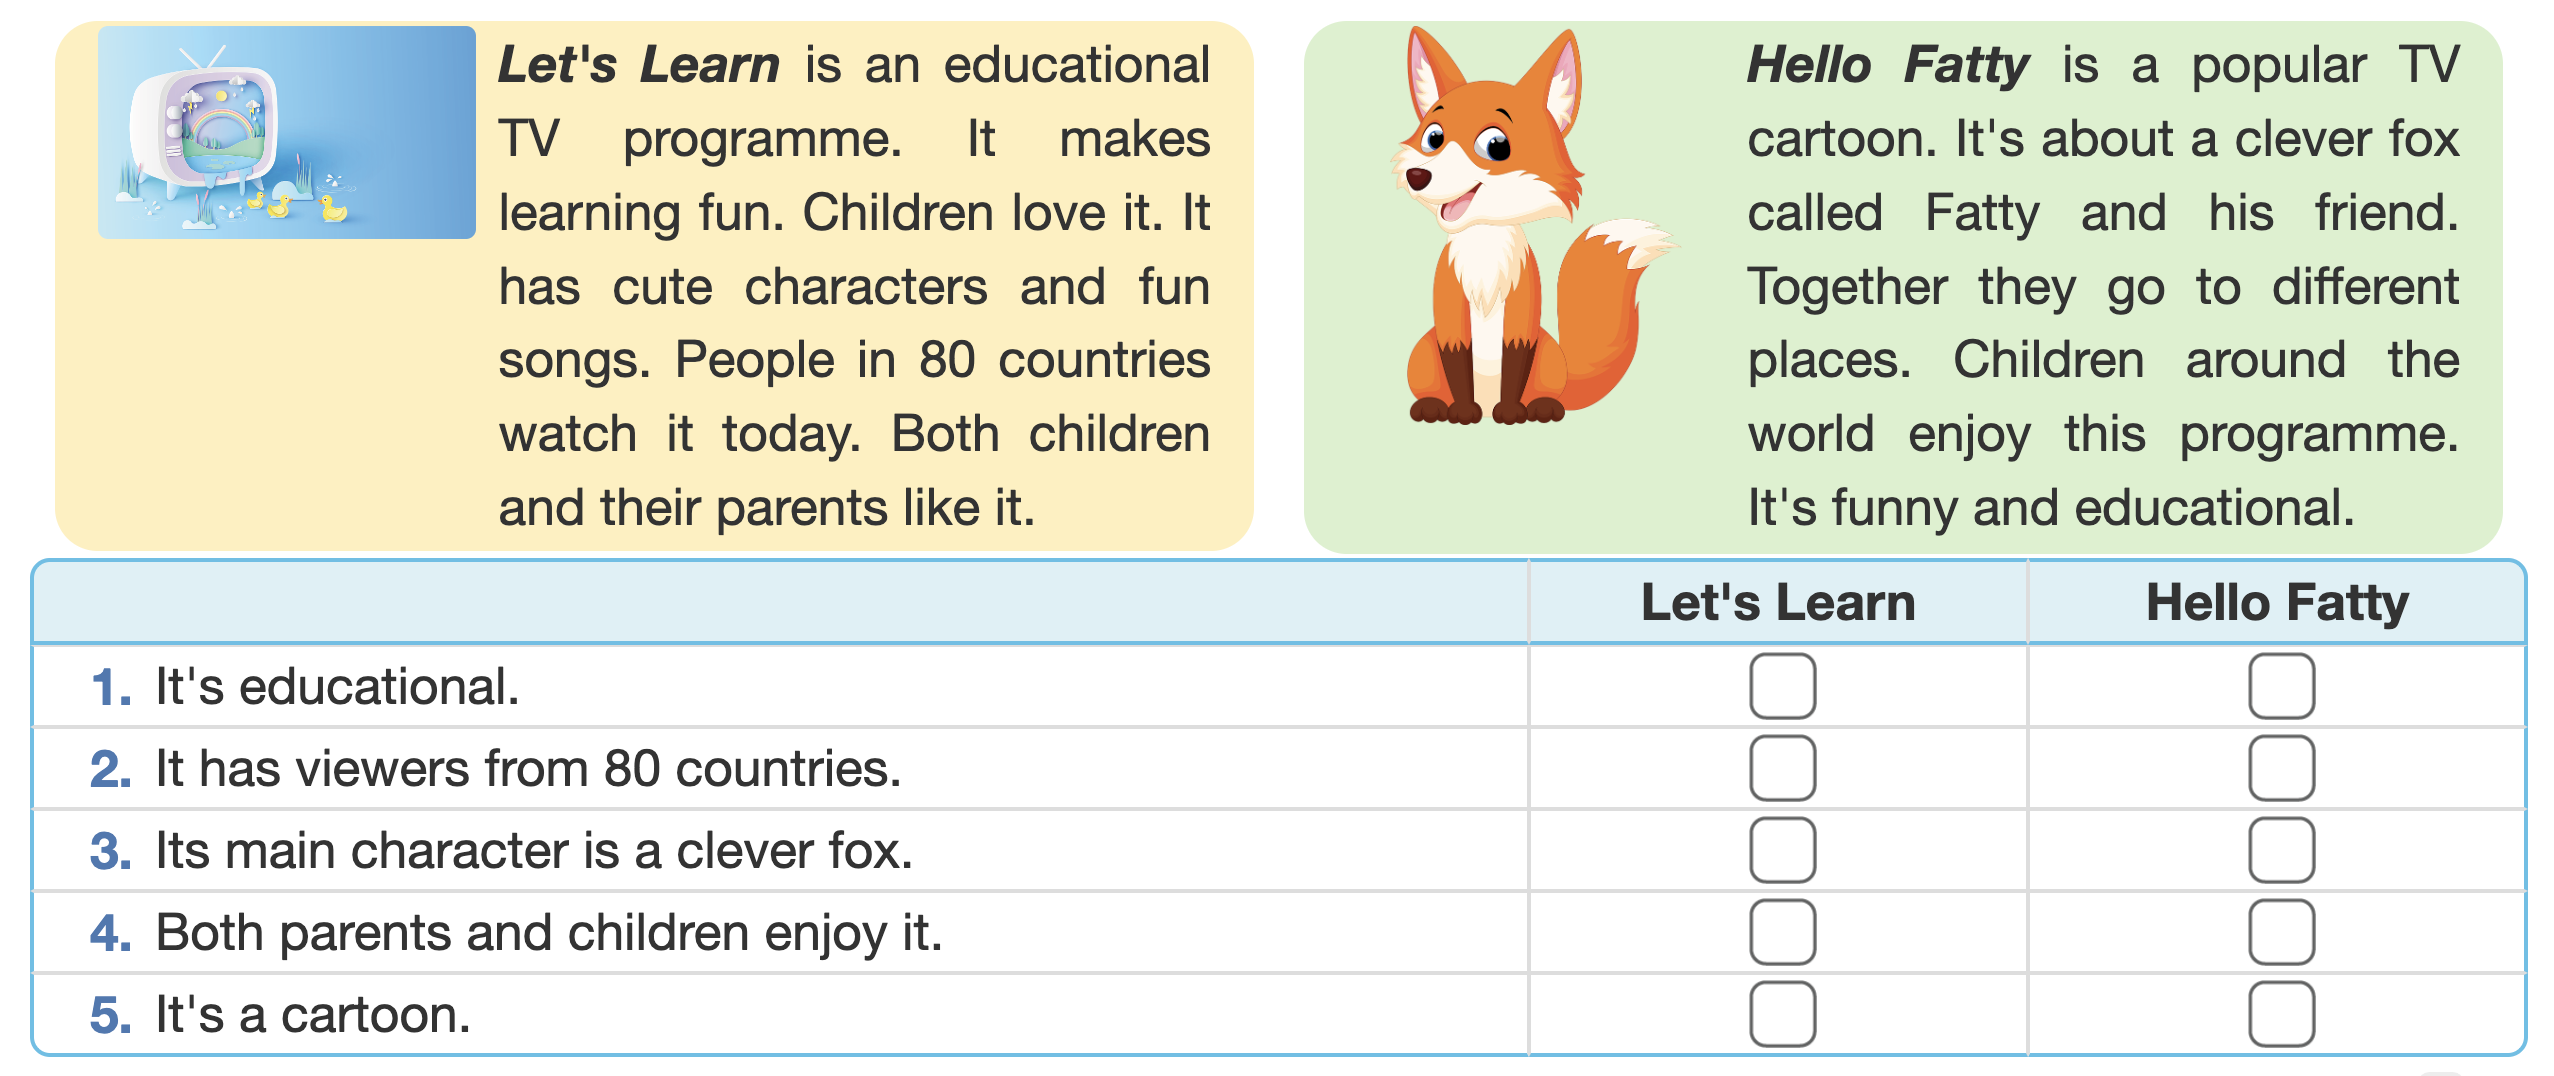 Let's Learn is an educational
TV programme. It makes
learning fun. Children love it. It
has cute characters and fun
songs. People in 80 countries
watch it today. Both children
and their parents like it.
Hello Fatty is a popular TV
cartoon. It's about a clever fox
called Fatty and his friend.
Together they go to different
places. Children around the
world enjoy this programme.
It's funny and educational.
Let's Learn Hello Fatty
1. It's educational.
2. It has viewers from 80 countries.
3. Its main character is a clever fox.
4. Both parents and children enjoy it.
5. It's a cartoon.